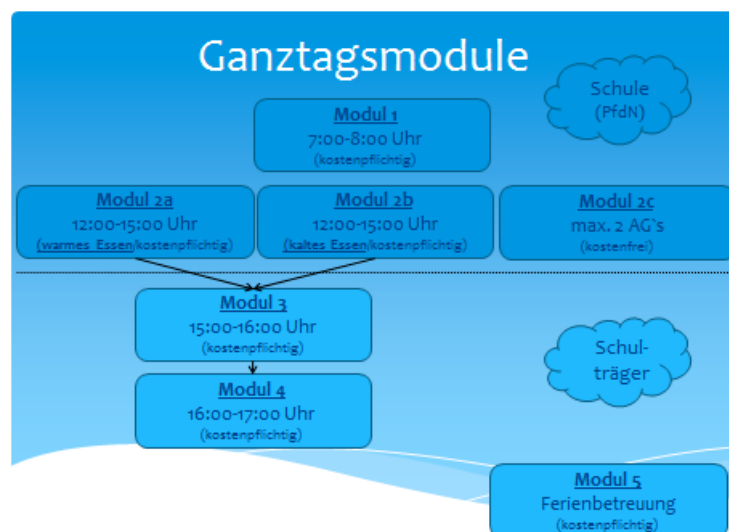 Ganztagsmodule
Schule
(PfdN)
Modul 1
7:00-8:00 Uhr
(kostenpflichtig)
Modul 2a
12:00-15:00 Uhr
(warmes Essen/kostenpflichtig)
Modul 2b
12:00-15:00 Uhr
(kaltes Essen/kostenpflichtig)
Modul 2c
max. 2 AG`s
(kostenfrei)
Modul 3
15:00-16:00 Uhr
(kostenpflichtig)
Schul-
träger
Modul 4
16:00-17:00 Uhr
(kostenpflichtig)
Modul 5
Ferienbetreuung
(kostenpflichtig)